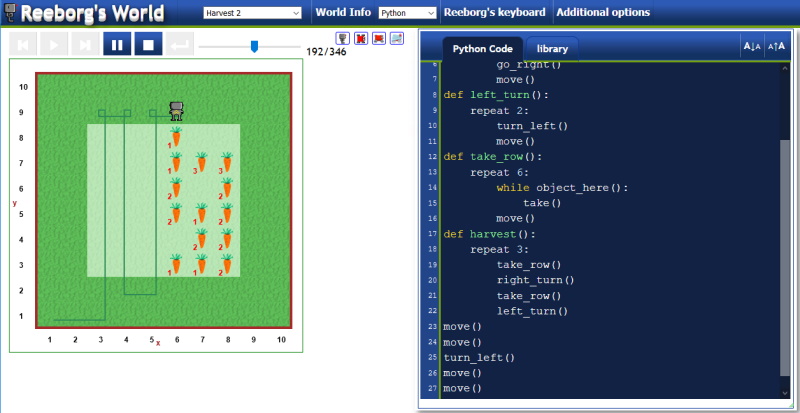 Reeborg's World
Harvest 2
World Info
Python
Reeborg's keyboard
Additional options
192/346
Python Code
library
A↓A
A↑A
10
9
8
7
6
y 5
4
3
2
1
1
1 3 3
2 2
2 1 2
2 2
1 1 2
1 2 3 4 5 x 6 7 8 9 10
6 go_right()
7 move()
8 def left_turn():
9 repeat 2:
10 turn_left()
11 move()
12 def take_row():
13 repeat 6:
14 while object_here():
15 take()
16 move()
17 def harvest():
18 repeat 3:
19 take_row()
20 right_turn()
21 take_row()
22 left_turn()
23 move()
24 move()
25 turn_left()
26 move()
27 move()